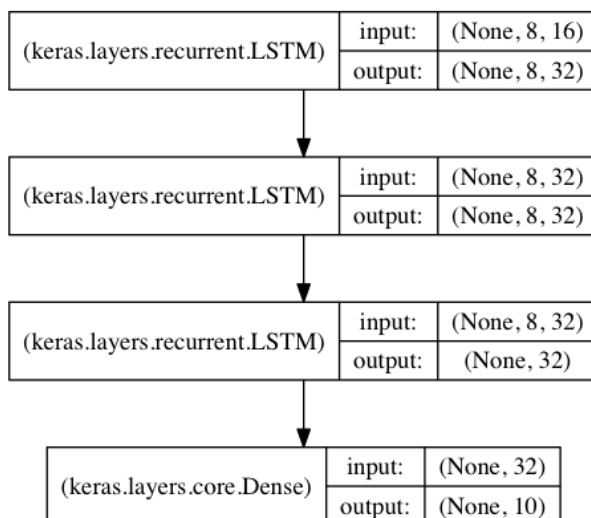 (keras.layers.recurrent.LSTM)
input: (None, 8, 16)
output: (None, 8, 32)
(keras.layers.recurrent.LSTM)
input: (None, 8, 32)
output: (None, 8, 32)
(keras.layers.recurrent.LSTM)
input: (None, 8, 32)
output: (None, 32)
(keras.layers.core.Dense)
input: (None, 32)
output: (None, 10)